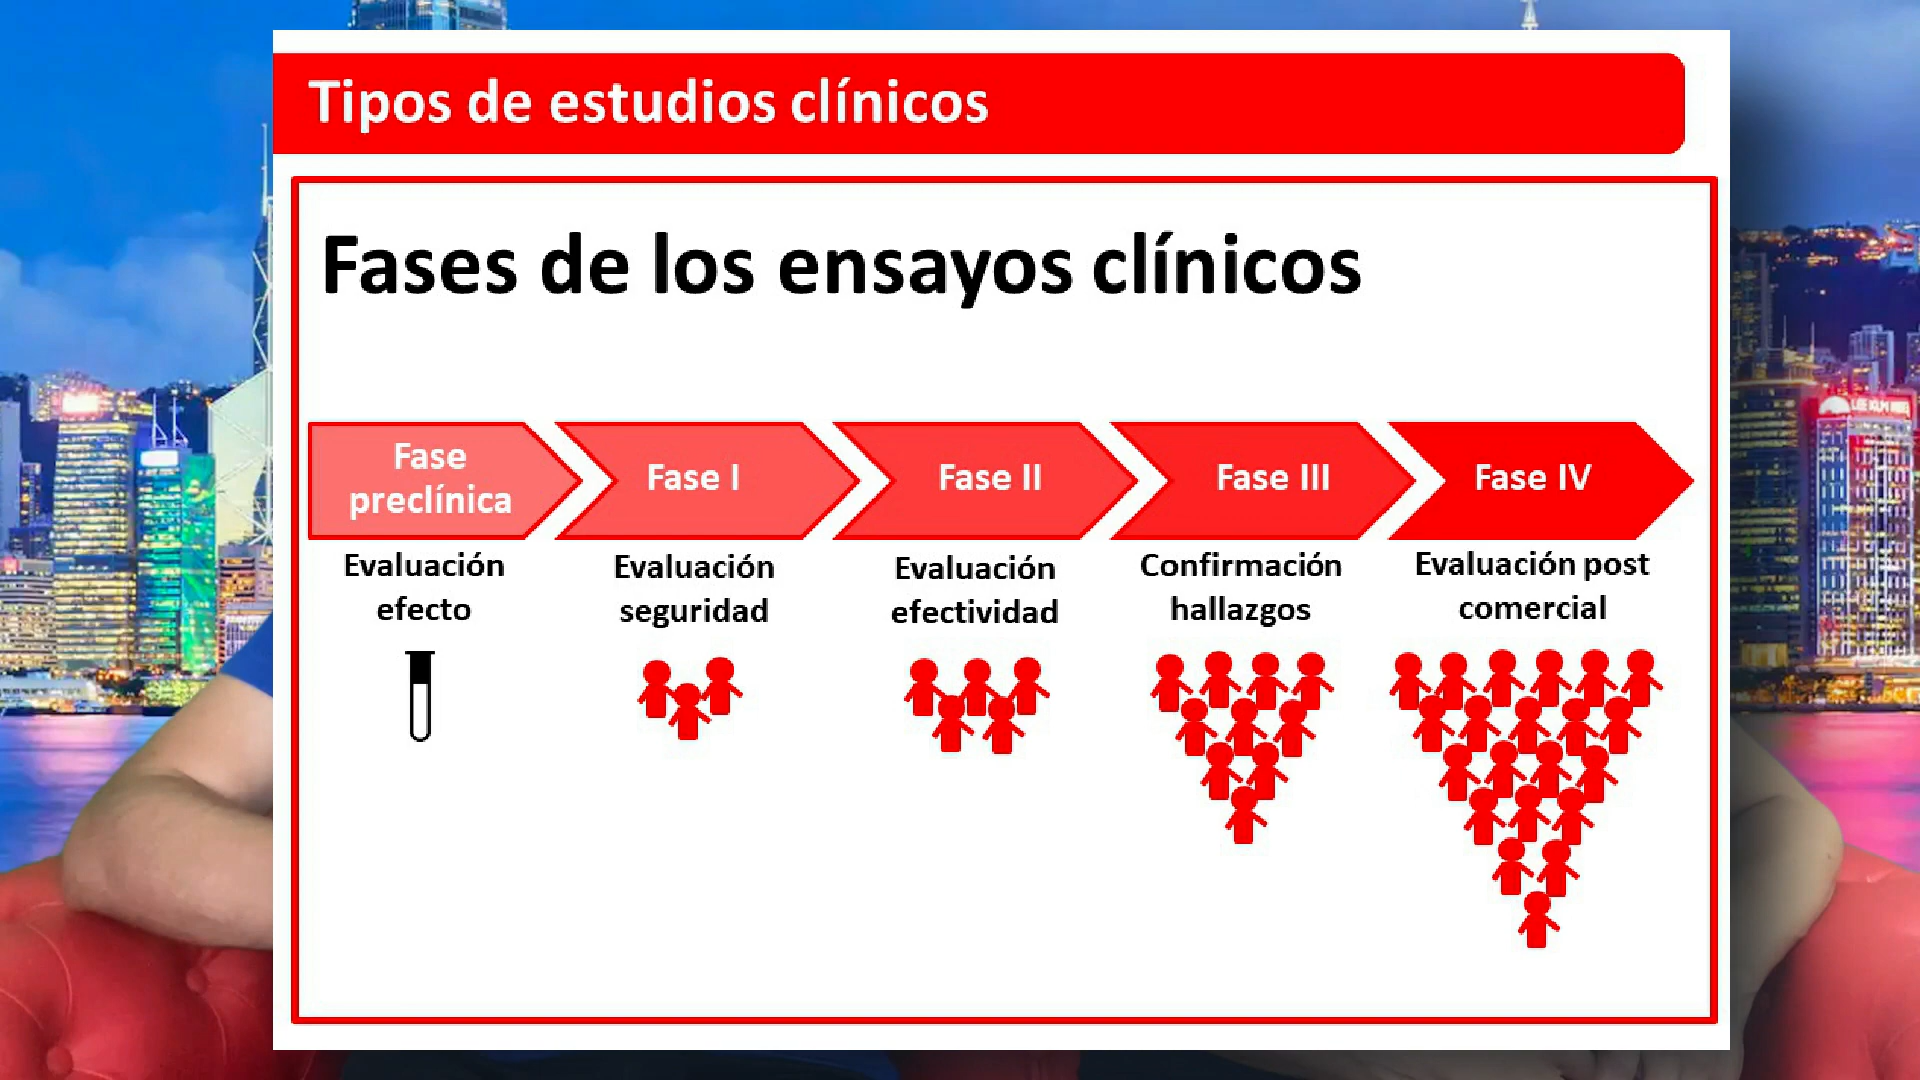 Tipos de estudios clínicos
Fases de los ensayos clínicos
Fase
preclínica
Fase I
Fase II
Fase III
Fase IV
Evaluación
efecto
Evaluación
seguridad
Evaluación
efectividad
Confirmación
hallazgos
Evaluación post
comercial